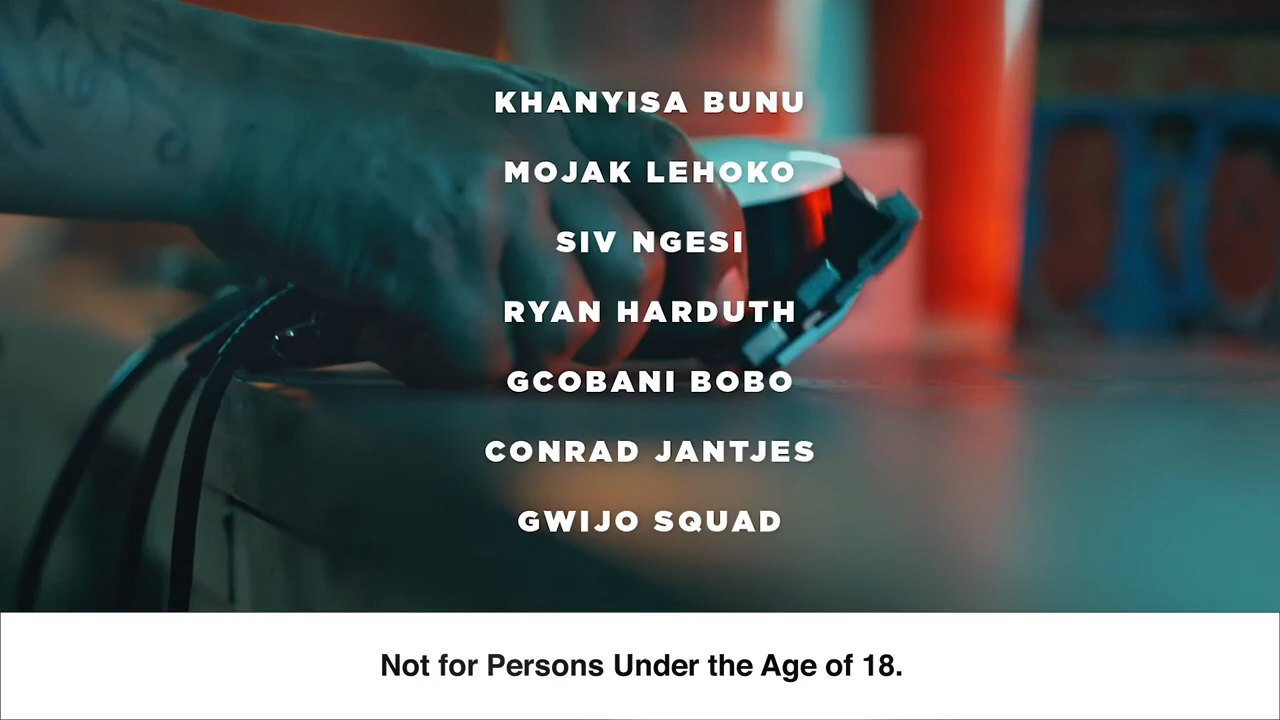 KHANYISA BUNU
MOJAK LEHOKO
SIV NGESI
RYAN HARDUTH
GCOBANI BOBO
CONRAD JANTJES
GWIJO SQUAD
Not for Persons Under the Age of 18.